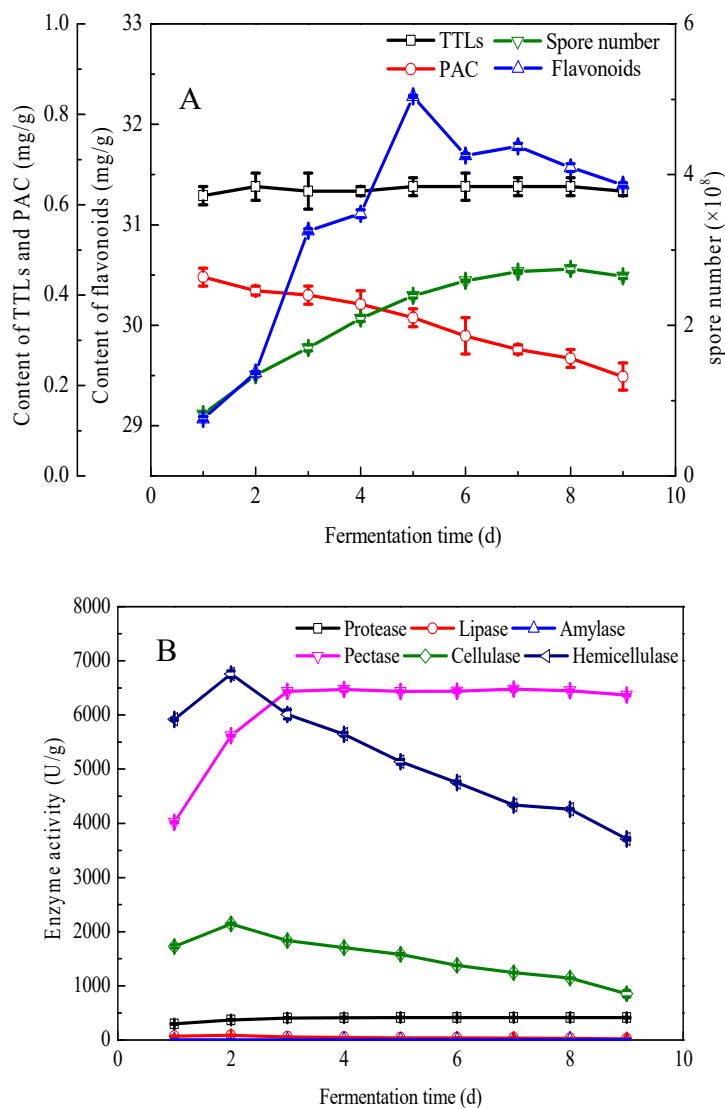 Content of TTLs and PAC (mg/g)
1.0
0.8
0.6
0.4
0.2
0.0
Content of flavonoids (mg/g)
33
32
31
30
29
A
TTLs
Spore number
PAC
Flavonoids
6
4
2
0
spore number (×10⁸)
0 2 4 6 8 10
Fermentation time (d)
Enzyme activity (U/g)
8000
7000
6000
5000
4000
3000
2000
1000
0
B
Protease Lipase Amylase
Pectase Cellulase Hemicellulase
0 2 4 6 8 10
Fermentation time (d)